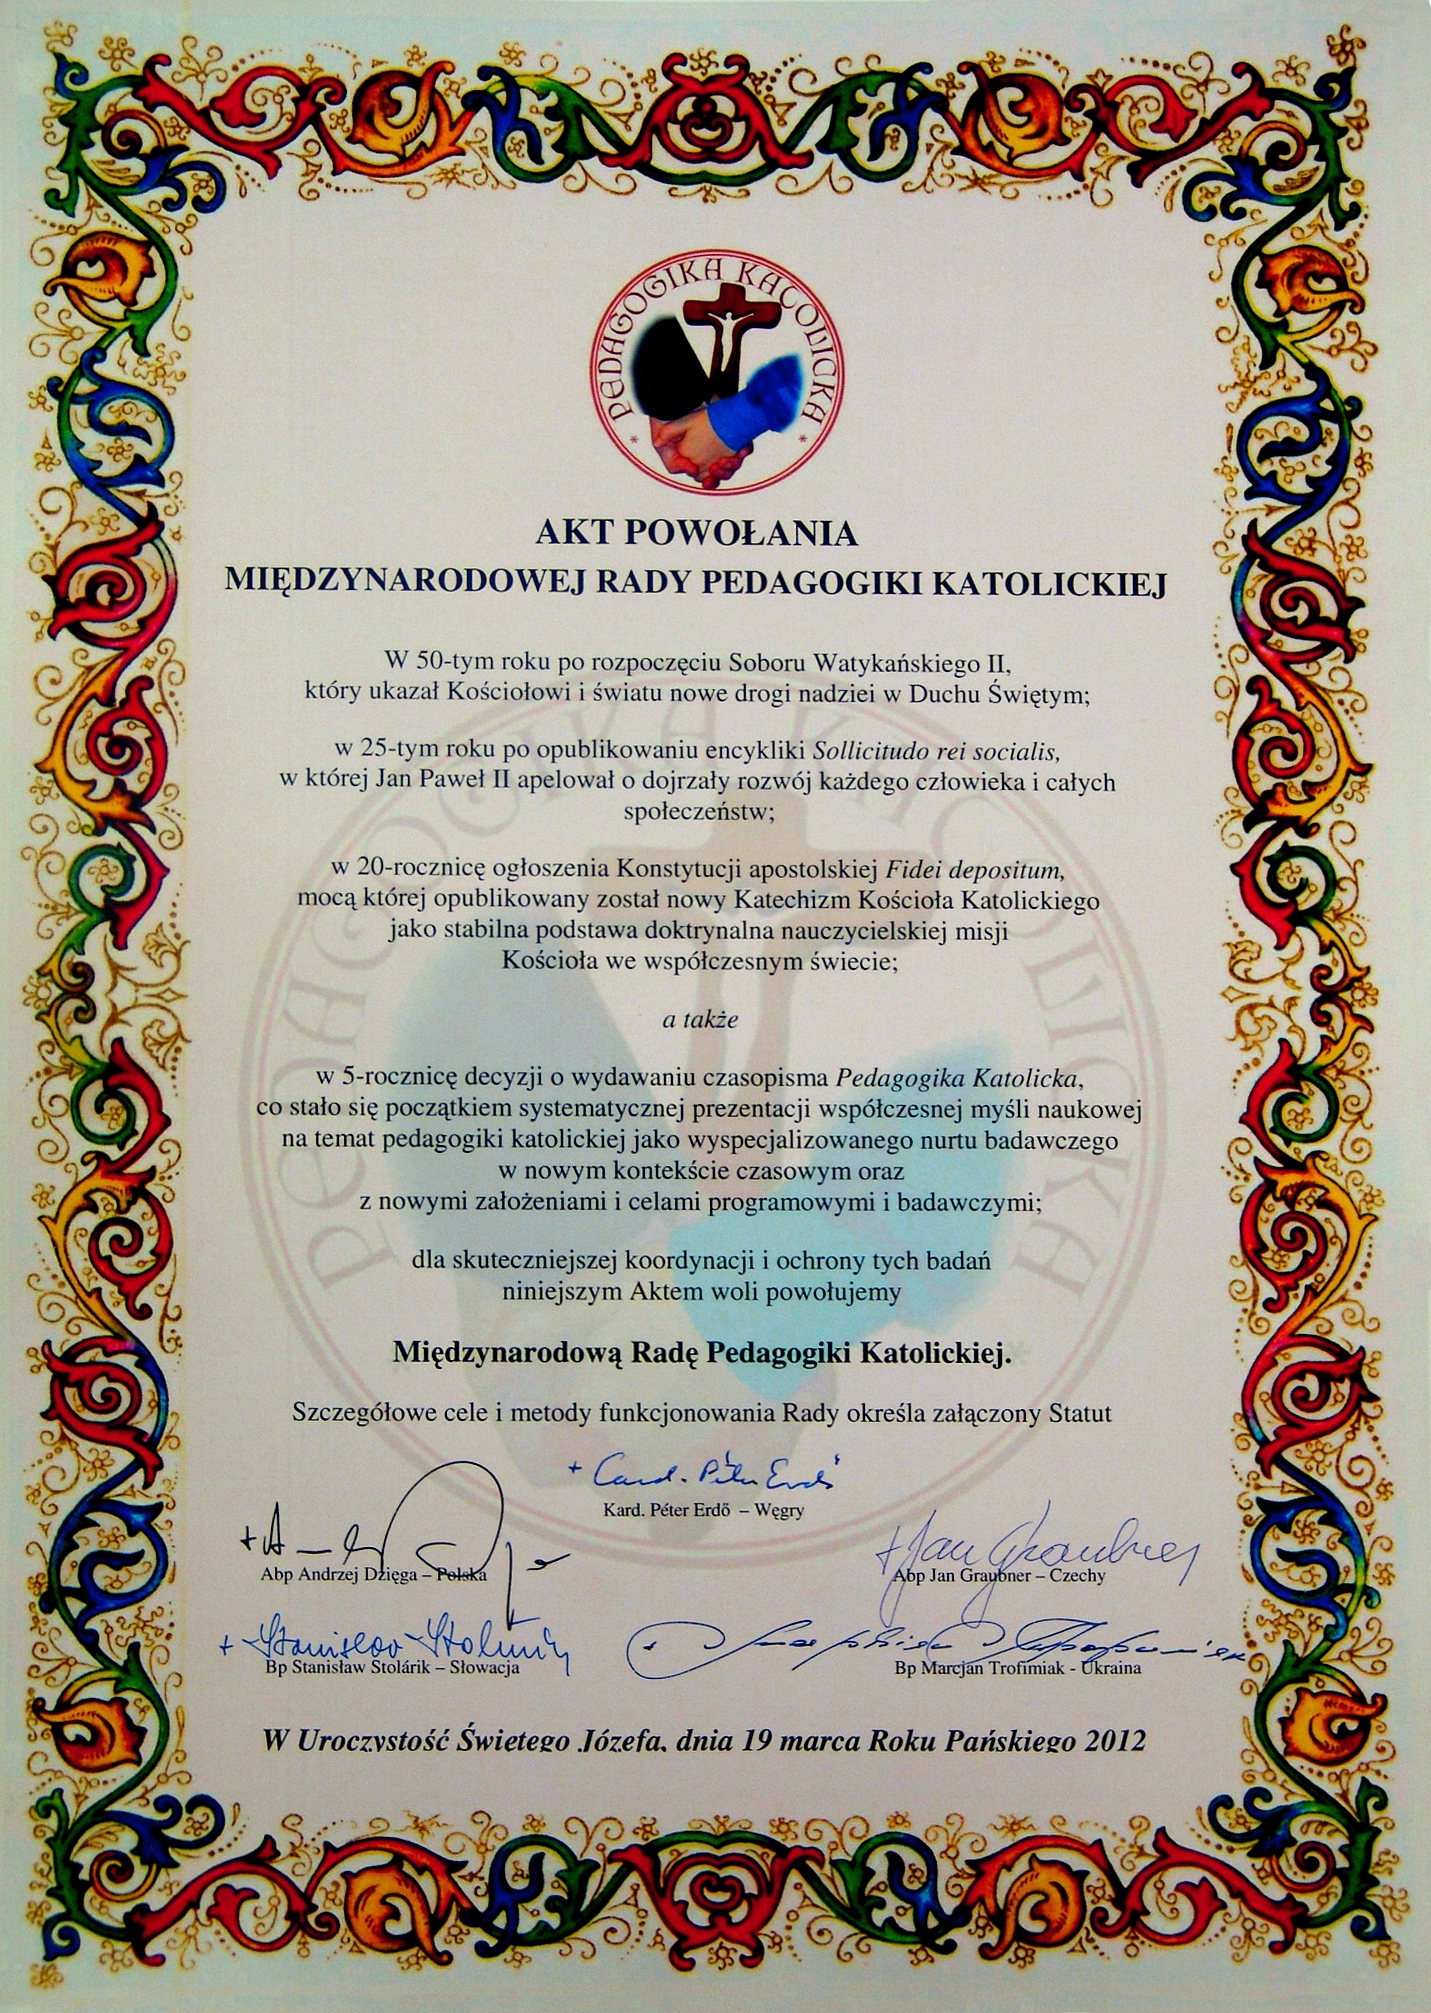 PEDAGOGIKA KATOLICKA
AKT POWOŁANIA
MIĘDZYNARODOWEJ RADY PEDAGOGIKI KATOLICKIEJ
W 50-tym roku po rozpoczęciu Soboru Watykańskiego II,
który ukazał Kościołowi i światu nowe drogi nadziei w Duchu Świętym;
w 25-tym roku po opublikowaniu encykliki Sollicitudo rei socialis,
w której Jan Paweł II apelował o dojrzały rozwój każdego człowieka i całych
społeczeństw;
w 20-rocznicę ogłoszenia Konstytucji apostolskiej Fidei depositum,
mocą której opublikowany został nowy Katechizm Kościoła Katolickiego
jako stabilna podstawa doktrynalna nauczycielskiej misji
Kościoła we współczesnym świecie;
a także
w 5-rocznicę decyzji o wydawaniu czasopisma Pedagogika Katolicka,
co stało się początkiem systematycznej prezentacji współczesnej myśli naukowej
na temat pedagogiki katolickiej jako wyspecjalizowanego nurtu badawczego
w nowym kontekście czasowym oraz
z nowymi założeniami i celami programowymi i badawczymi;
dla skuteczniejszej koordynacji i ochrony tych badań
niniejszym Aktem woli powołujemy
Międzynarodową Radę Pedagogiki Katolickiej.
Szczegółowe cele i metody funkcjonowania Rady określa załączony Statut
+ Card. Péter Erdő
Kard. Péter Erdő – Węgry
+ Jan Graubner
Abp Andrzej Dzięga – Polska
Abp Jan Graubner – Czechy
+ Stanislav Stolárik
Bp Stanisław Stolárik – Słowacja
Bp Marcjan Trofimiak - Ukraina
W Uroczystość Świętego Józefa, dnia 19 marca Roku Pańskiego 2012